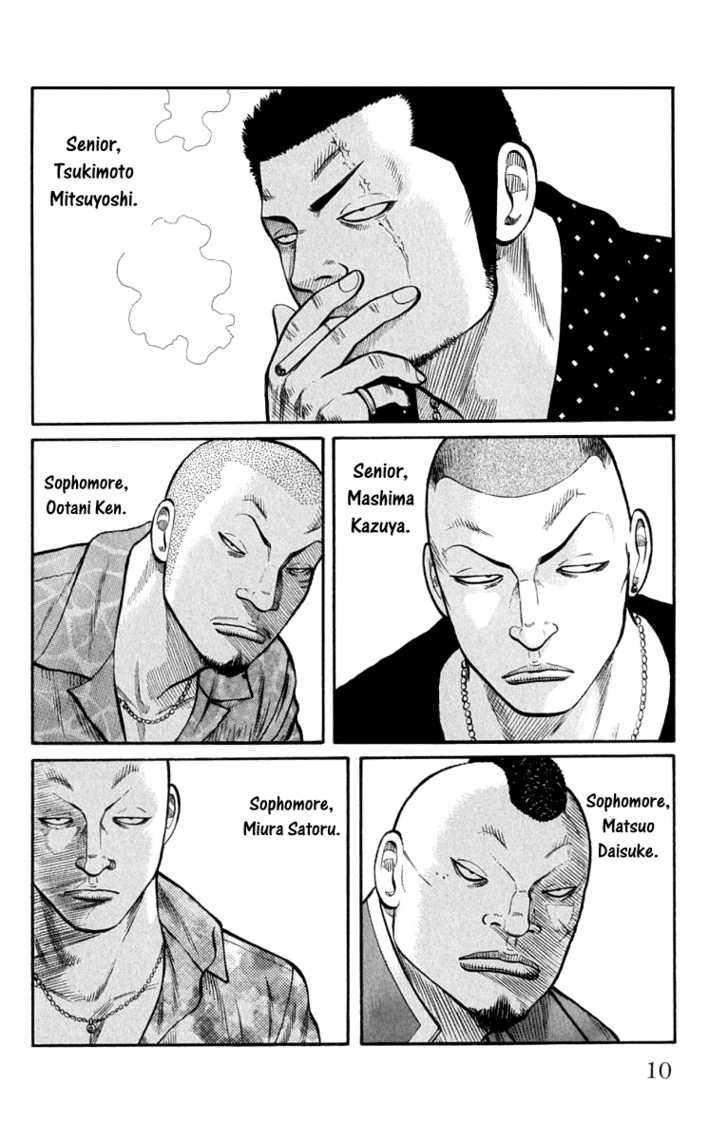 Senior,
Tsukimoto
Mitsuyoshi.
Senior,
Mashima
Kazuya.
Sophomore,
Ootani Ken.
Sophomore,
Matsuo
Daisuke.
Sophomore,
Miura Satoru.
10